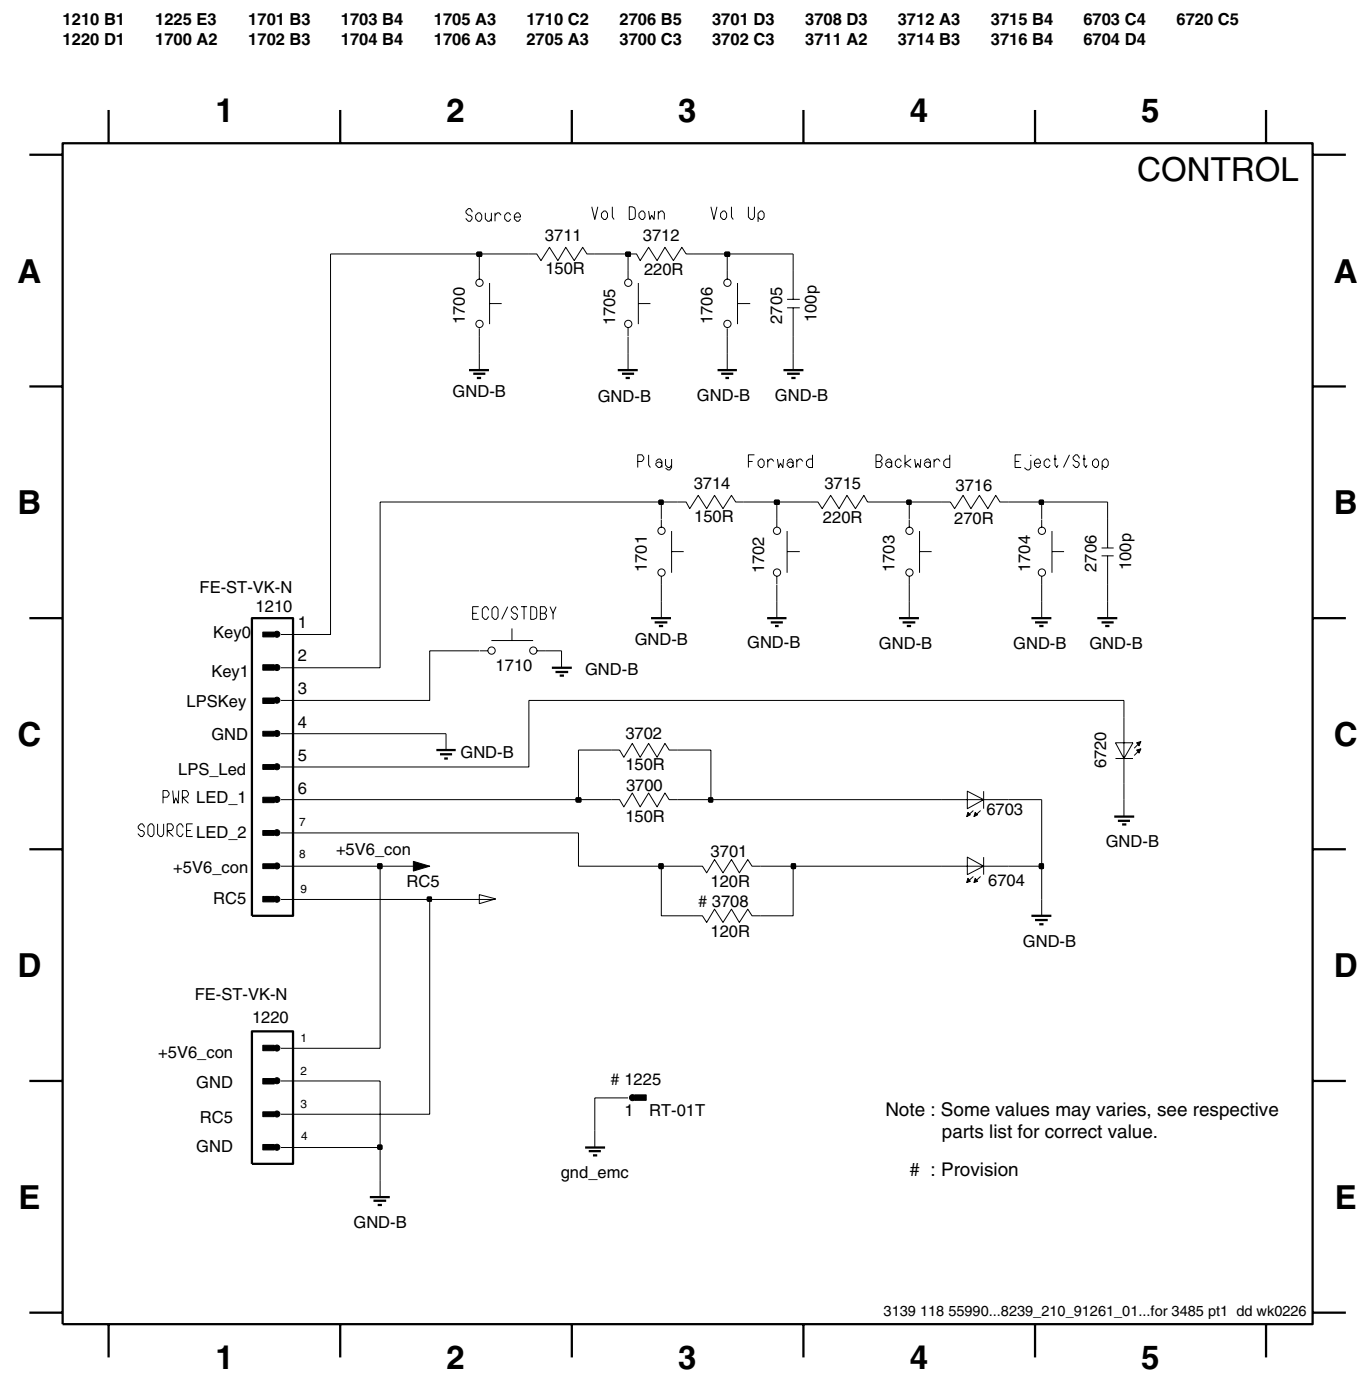 1210 B1 1225 E3 1701 B3 1703 B4 1705 A3 1710 C2 2706 B5 3701 D3 3708 D3 3712 A3 3715 B4 6703 C4 6720 C5
1220 D1 1700 A2 1702 B3 1704 B4 1706 A3 2705 A3 3700 C3 3702 C3 3711 A2 3714 B3 3716 B4 6704 D4
1 2 3 4 5
CONTROL
Source Vol Down Vol Up
3711 3712
A A
150R 220R
1700 1705 1706 2705 100p
GND-B GND-B GND-B GND-B
Play Forward Backward Eject/Stop
3714 3715 3716
B B
150R 220R 270R
1701 1702 1703 1704 2706 100p
FE-ST-VK-N
1210
ECO/STDBY
Key0 1
GND-B GND-B GND-B GND-B GND-B
Key1 2
1710 GND-B
LPSKey 3
GND 4
C C
3702
GND-B
150R
6720
LPS_Led 5
3700
PWR LED_1 6
150R
6703
SOURCE LED_2 7
GND-B
+5V6_con
3701
+5V6_con 8
RC5
120R
6704
RC5 9
# 3708
120R
GND-B
D D
FE-ST-VK-N
1220
+5V6_con 1
GND 2
# 1225
RC5 3
1 RT-01T
Note : Some values may varies, see respective
parts list for correct value.
GND 4
gnd_emc
# : Provision
E E
GND-B
3139 118 55990...8239_210_91261_01...for 3485 pt1 dd wk0226
1 2 3 4 5